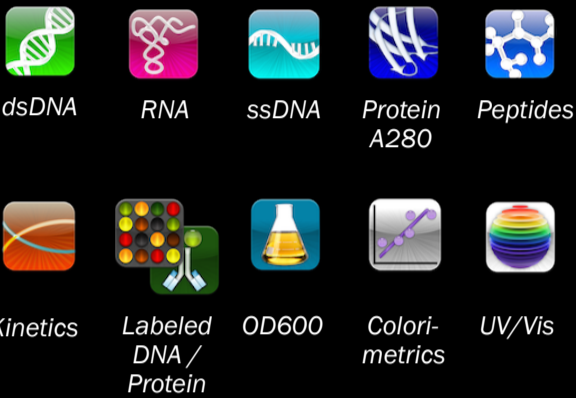 dsDNA
RNA
ssDNA
Protein
A280
Peptides
Kinetics
Labeled
DNA /
Protein
OD600
Colori-
metrics
UV/Vis